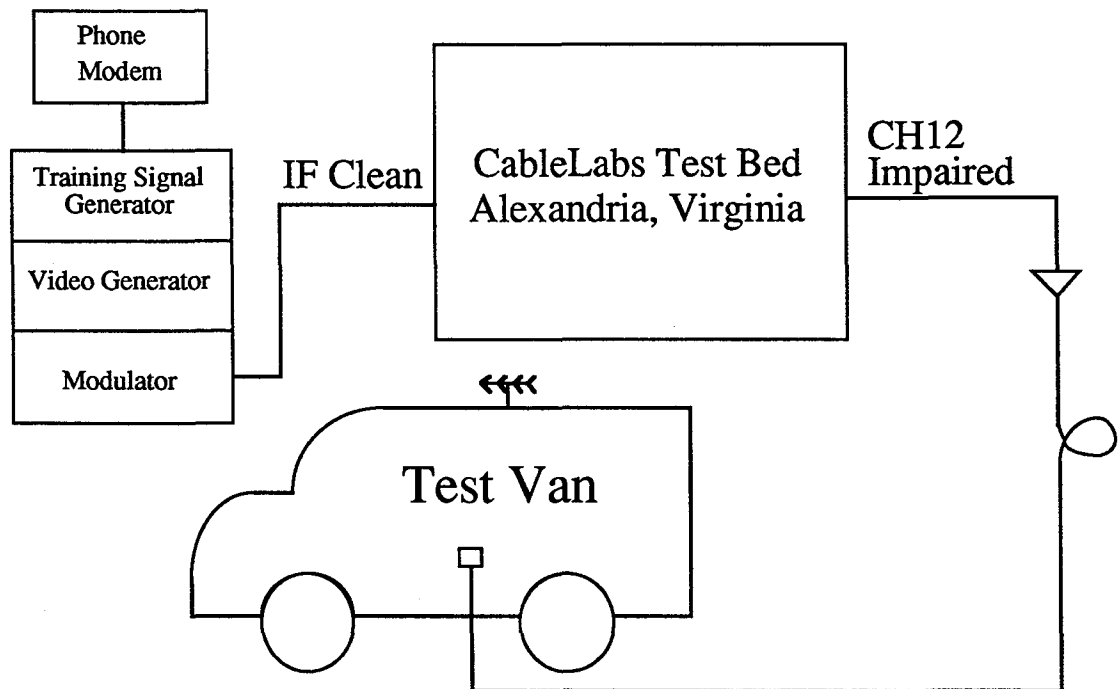 Phone
Modem
Training Signal
Generator
Video Generator
Modulator
IF Clean
CableLabs Test Bed
Alexandria, Virginia
CH12
Impaired
Test Van